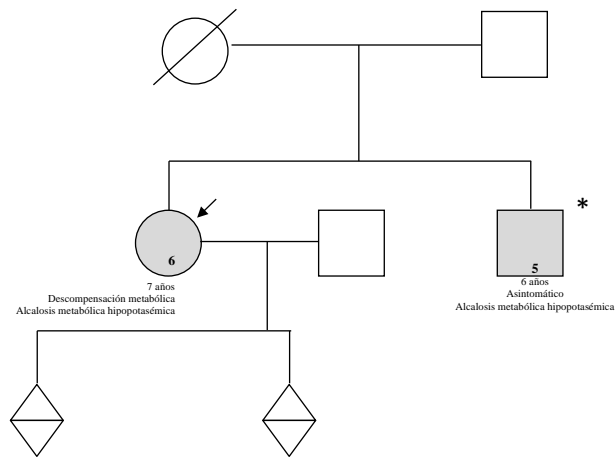 *
6
5
7 años
Descompensación metabólica
Alcalosis metabólica hipopotasémica
6 años
Asintomático
Alcalosis metabólica hipopotasémica